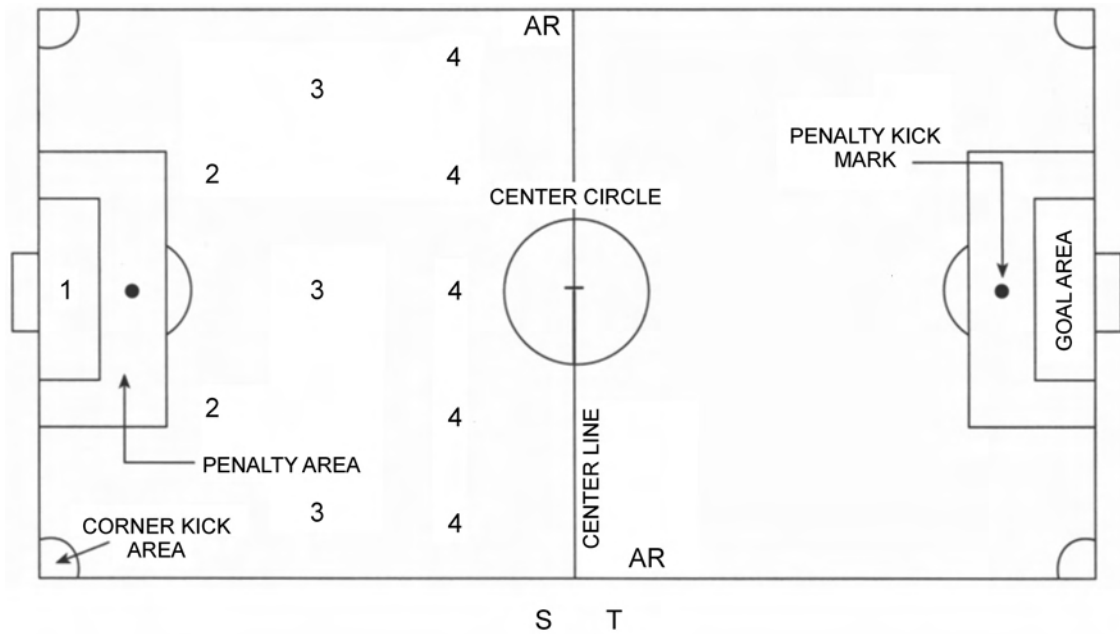 AR
4
3
PENALTY KICK
MARK
2
4
CENTER CIRCLE
1
3
4
GOAL AREA
2
4
CENTER LINE
PENALTY AREA
3
4
CORNER KICK
AREA
AR
S T